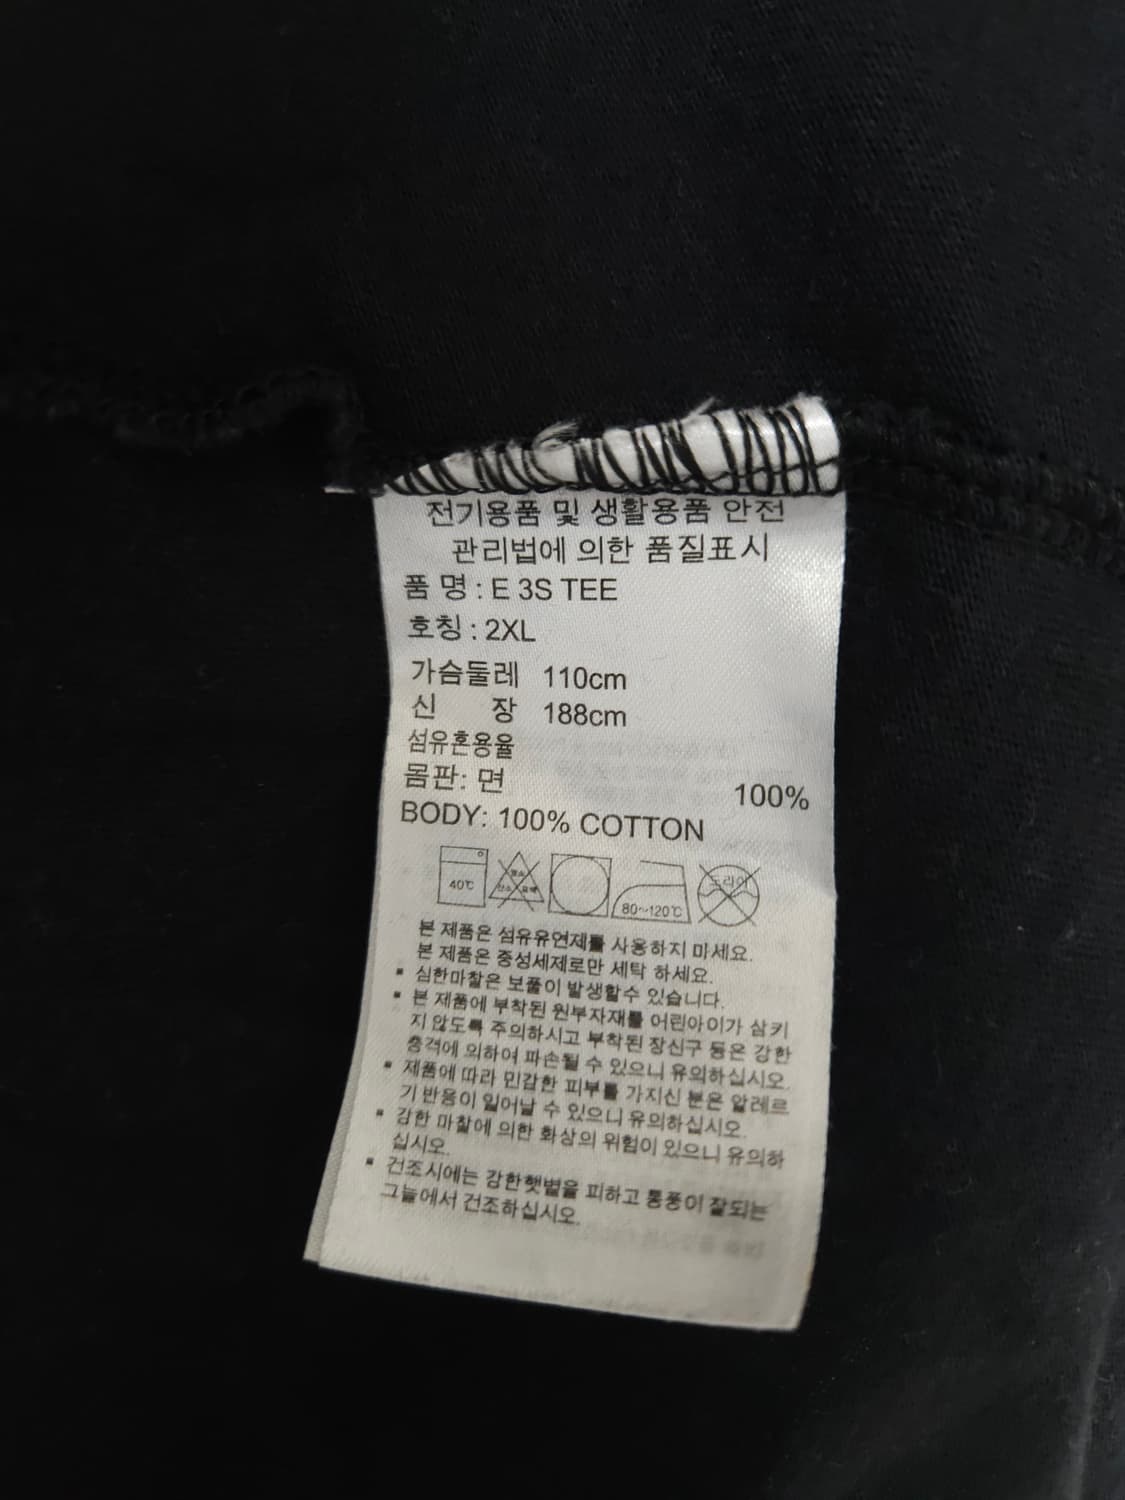 전기용품 및 생활용품 안전
관리법에 의한 품질표시
품 명 : E 3S TEE
호칭 : 2XL
가슴둘레 110cm
신 장 188cm
섬유혼용율
몸판: 면 100%
BODY: 100% COTTON
40℃
80~120℃
드라이
본 제품은 섬유유연제를 사용하지 마세요.
본 제품은 중성세제로만 세탁 하세요.
▪ 심한마찰은 보풀이 발생할수 있습니다.
▪ 본 제품에 부착된 원부자재를 어린아이가 삼키
지 않도록 주의하시고 부착된 장신구 등은 강한
충격에 의하여 파손될 수 있으니 유의하십시오.
▪ 제품에 따라 민감한 피부를 가지신 분은 알레르
기 반응이 일어날 수 있으니 유의하십시오.
▪ 강한 마찰에 의한 화상의 위험이 있으니 유의하
십시오.
▪ 건조시에는 강한햇볕을 피하고 통풍이 잘되는
그늘에서 건조하십시오.